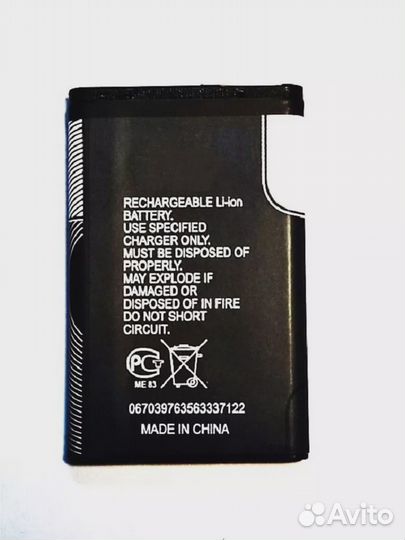 RECHARGEABLE Li-ion
BATTERY.
USE SPECIFIED
CHARGER ONLY.
MUST BE DISPOSED OF
PROPERLY.
MAY EXPLODE IF
DAMAGED OR
DISPOSED OF IN FIRE
DO NOT SHORT
CIRCUIT.
РСТ
ME 83
067039763563337122
MADE IN CHINA
Avito